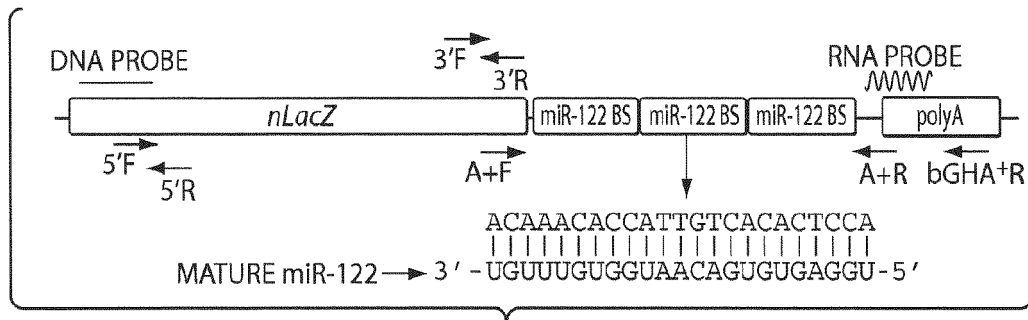 DNA PROBE
3'F
3'R
RNA PROBE
nLacZ
miR-122 BS
miR-122 BS
miR-122 BS
polyA
5'F
5'R
A+F
A+R
bGHA+R
ACAAACACCATTGTCACACTCCA
MATURE miR-122
3'-UGUUUGUGGUAACAGUGUGAGGU-5'